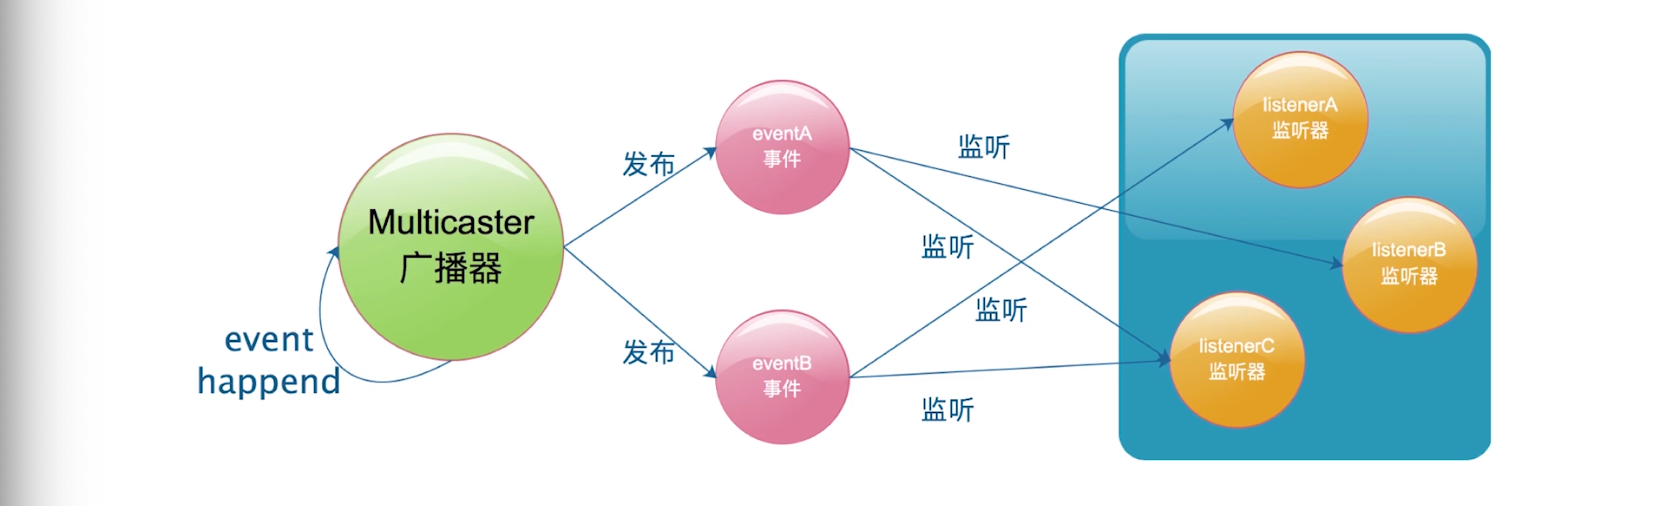 Multicaster
广播器
event
happend
发布
发布
eventA
事件
eventB
事件
监听
监听
监听
监听
listenerA
监听器
listenerB
监听器
listenerC
监听器